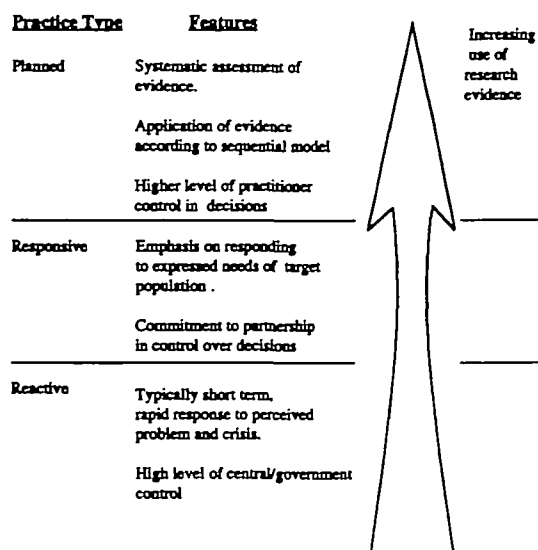 Practice Type Features
Increasing
use of
research
evidence
Planned Systematic assessment of
evidence.
Application of evidence
according to sequential model
Higher level of practitioner
control in decisions
Responsive Emphasis on responding
to expressed needs of target
population .
Commitment to partnership
in control over decisions
Reactive Typically short term,
rapid response to perceived
problem and crisis.
High level of central/government
control